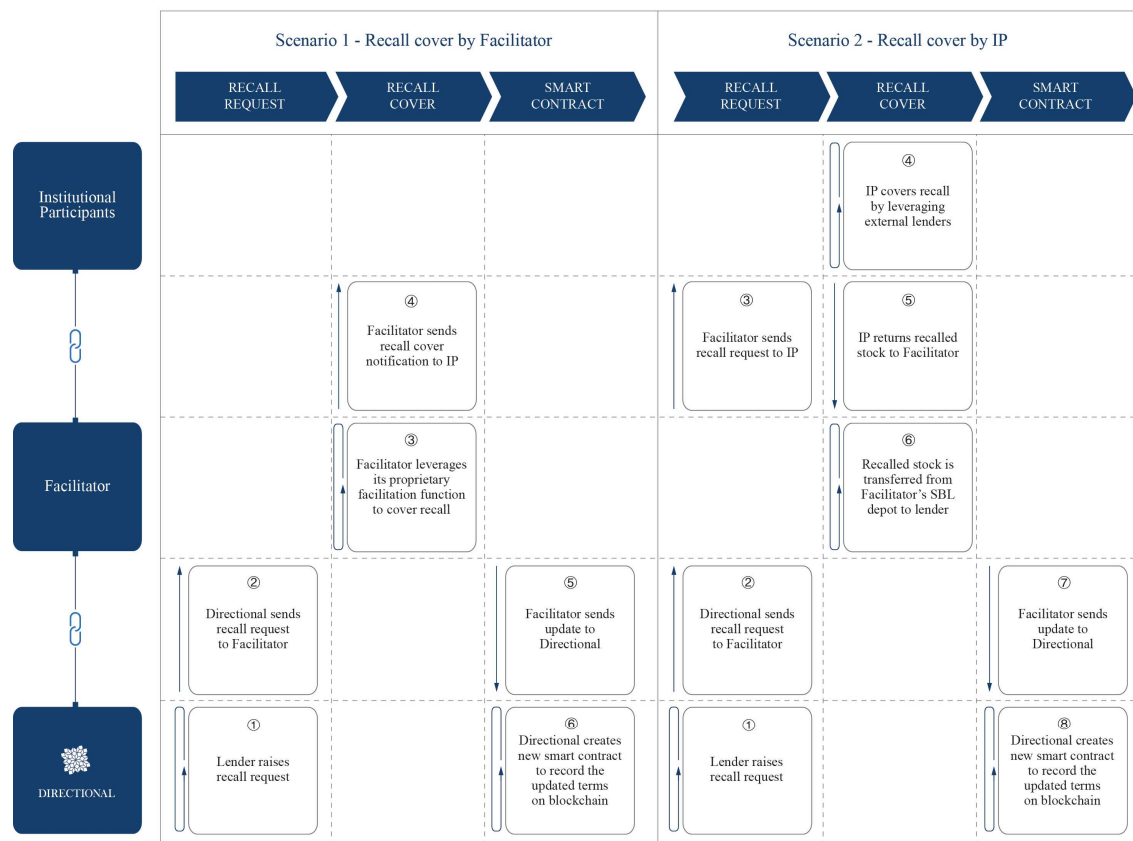 Scenario 1 - Recall cover by Facilitator
Scenario 2 - Recall cover by IP
RECALL
REQUEST
RECALL
COVER
SMART
CONTRACT
RECALL
REQUEST
RECALL
COVER
SMART
CONTRACT
Institutional
Participants
④
IP covers recall
by leveraging
external lenders
④
Facilitator sends
recall cover
notification to IP
③
Facilitator sends
recall request to IP
⑤
IP returns recalled
stock to Facilitator
Facilitator
③
Facilitator leverages
its proprietary
facilitation function
to cover recall
⑥
Recalled stock is
transferred from
Facilitator’s SBL
depot to lender
②
Directional sends
recall request
to Facilitator
⑤
Facilitator sends
update to
Directional
②
Directional sends
recall request
to Facilitator
⑦
Facilitator sends
update to
Directional
DIRECTIONAL
①
Lender raises
recall request
⑥
Directional creates
new smart contract
to record the
updated terms
on blockchain
①
Lender raises
recall request
⑧
Directional creates
new smart contract
to record the
updated terms
on blockchain